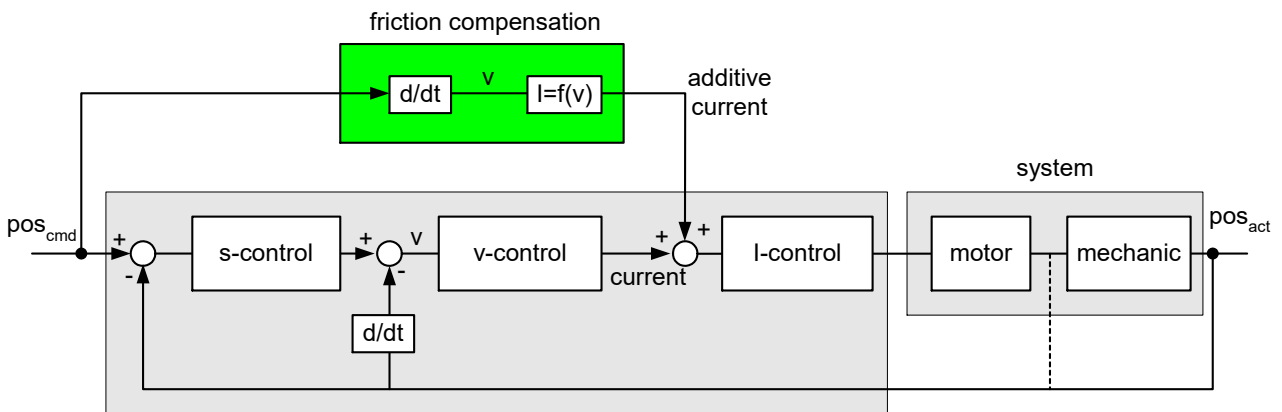 friction compensation
d/dt
v
I=f(v)
additive
current
system
pos_cmd
+
-
s-control
+
-
v
v-control
+
current
+
I-control
motor
mechanic
pos_act
d/dt